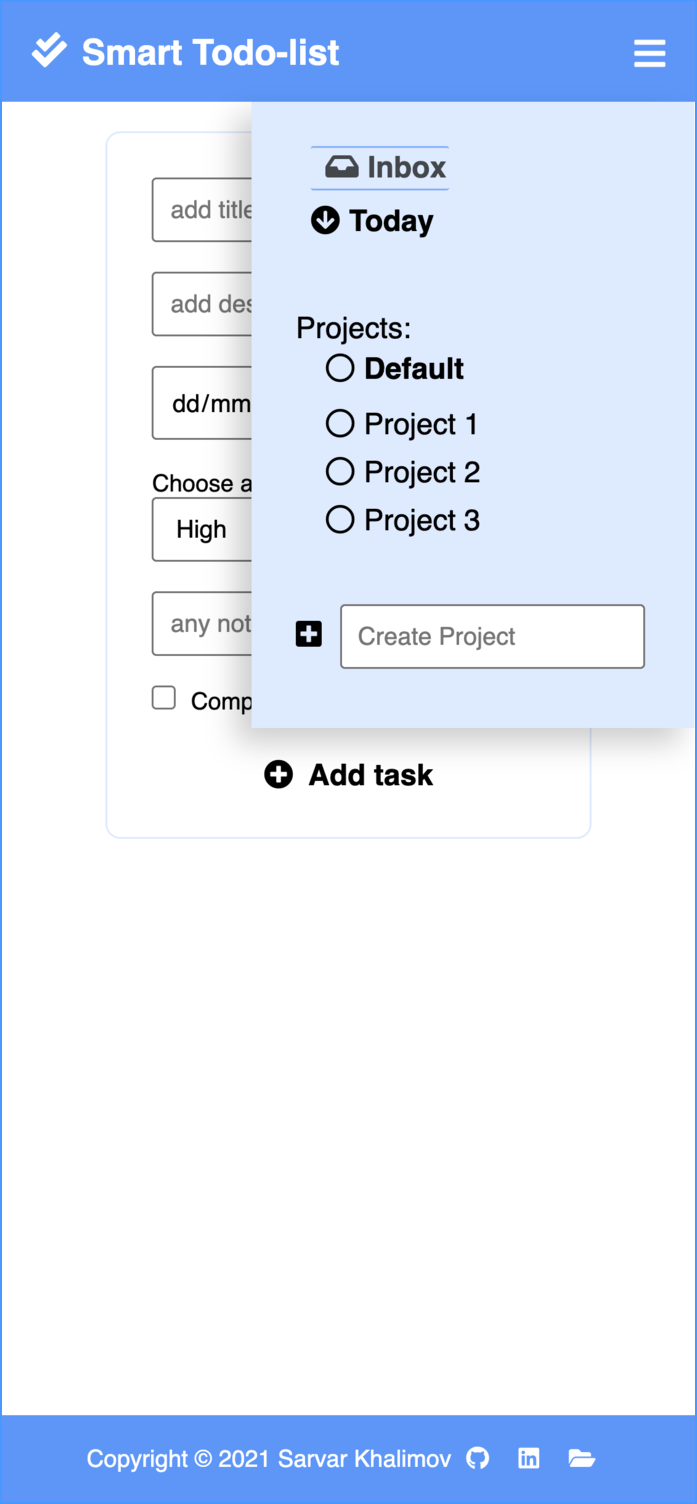 Smart Todo-list
Inbox
Today
Projects:
Default
Project 1
Project 2
Project 3
Create Project
add title
add des
dd/mm
Choose a
High
any not
Comp
Add task
Copyright © 2021 Sarvar Khalimov